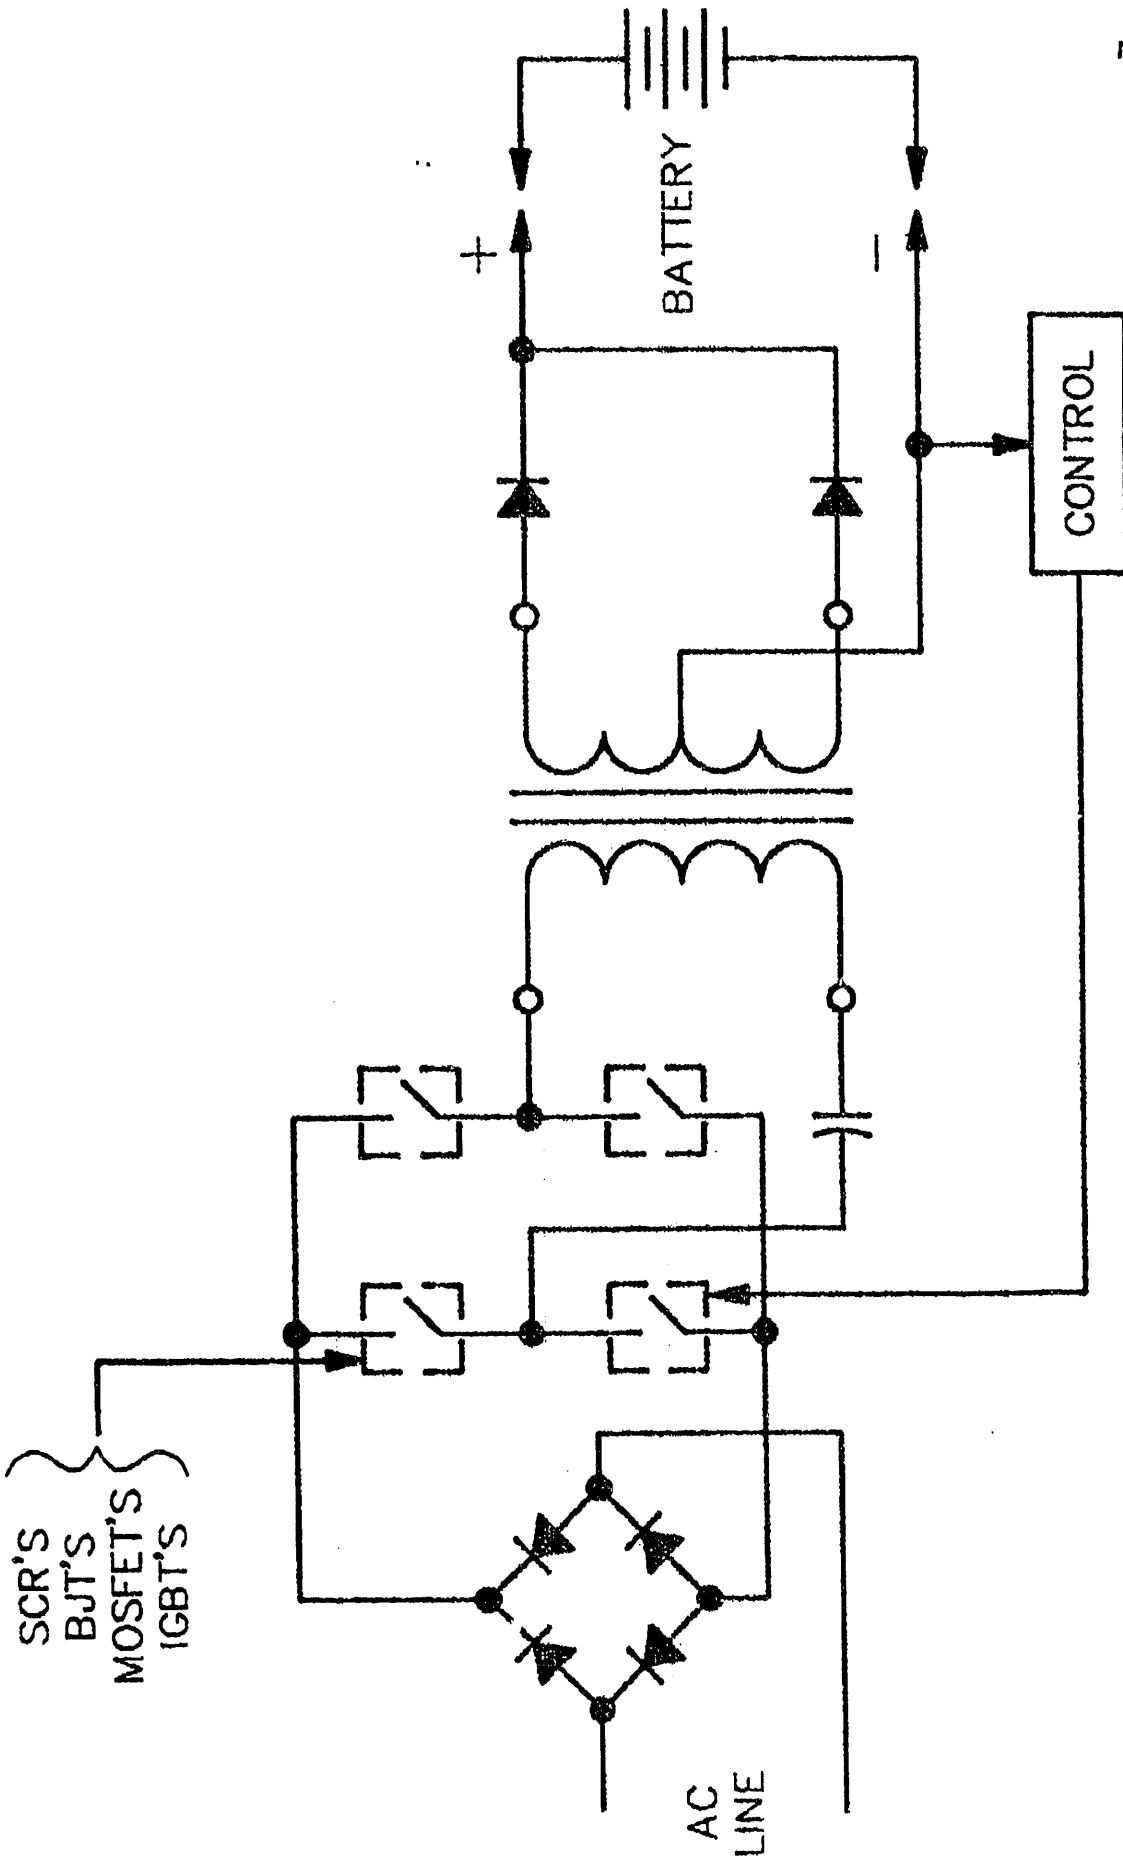 SCR'S
BJT'S
MOSFET'S
IGBT'S
AC
LINE
+
BATTERY
−
CONTROL